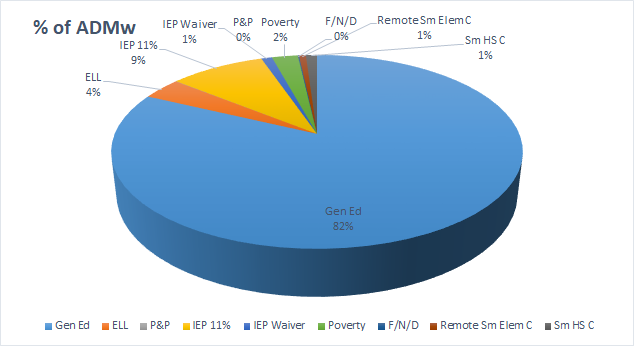 % of ADMw
ELL
4%
IEP 11%
9%
IEP Waiver
1%
P&P
0%
Poverty
2%
F/N/D
0%
Remote Sm Elem C
1%
Sm HS C
1%
Gen Ed
82%
Gen Ed ELL P&P IEP 11% IEP Waiver Poverty F/N/D Remote Sm Elem C Sm HS C